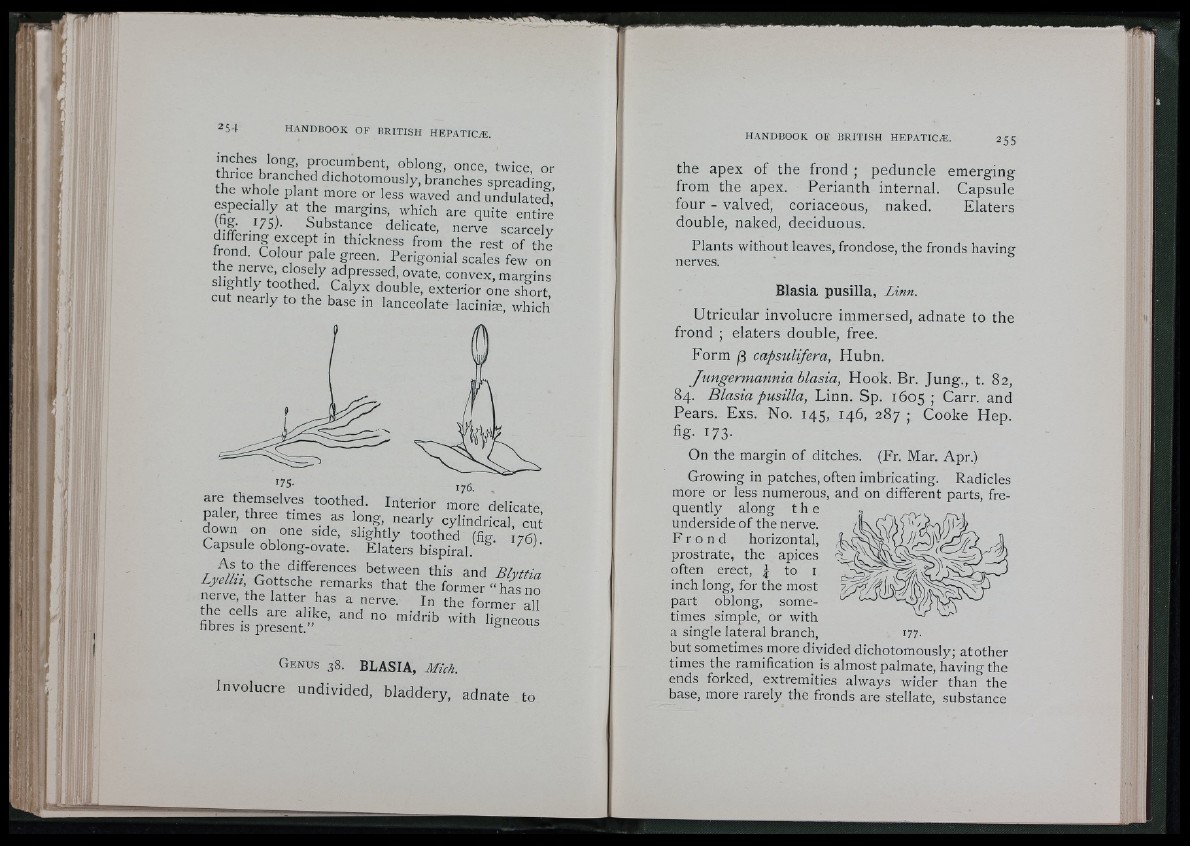 254 HANDBOOK OF BRITISH HEPATICÆ.
inches long, procumbent, oblong, once, twice, or
thrice branched dichotomously, branches spreading,
the whole plant more or less waved and undulated,
especially at the margins, which are quite entire
(fig. 175). Substance delicate, nerve scarcely
differing except in thickness from the rest of the
frond. Colour pale green. Perigonial scales few on
the nerve, closely adpressed, ovate, convex, margins
slightly toothed. Calyx double, exterior one short,
cut nearly to the base in lanceolate laciniæ, which
175. 176.
are themselves toothed. Interior more delicate,
paler, three times as long, nearly cylindrical, cut
down on one side, slightly toothed (fig. 176).
Capsule oblong-ovate. Elaters bispiral.
As to the differences between this and Blyttia
Lyellii, Gottsche remarks that the former “has no
nerve, the latter has a nerve. In the former all
the cells are alike, and no midrib with ligneous
fibres is present.”
GENUS 38. BLASIA, Mich.
Involucre undivided, bladdery, adnate to
HANDBOOK OF BRITISH HEPATICÆ. 255
the apex of the frond ; peduncle emerging
from the apex. Perianth internal. Capsule
four-valved, coriaceous, naked. Elaters
double, naked, deciduous.
Plants without leaves, frondose, the fronds having
nerves.
Blasia pusilla, Linn.
Utricular involucre immersed, adnate to the
frond ; elaters double, free.
Form β capsulifera, Hubn.
Jungermannia blasia, Hook. Br. Jung., t. 82,
84. Blasia pusilla, Linn. Sp. 1605 ; Carr. and
Pears. Exs. No. 145, 146, 287 ; Cooke Hep.
fig. 173.
On the margin of ditches. (Fr. Mar. Apr.)
Growing in patches, often imbricating. Radicles
more or less numerous, and on different parts, fre-
quently along the
underside of the nerve.
Frond horizontal,
prostrate, the apices
often erect, to 1
inch long, for the most
part oblong, some-
times simple, or with
a single lateral branch,
177.
but sometimes more divided dichotomously; at other
times the ramification is almost palmate, having the
ends forked, extremities always wider than the
base, more rarely the fronds are stellate, substance